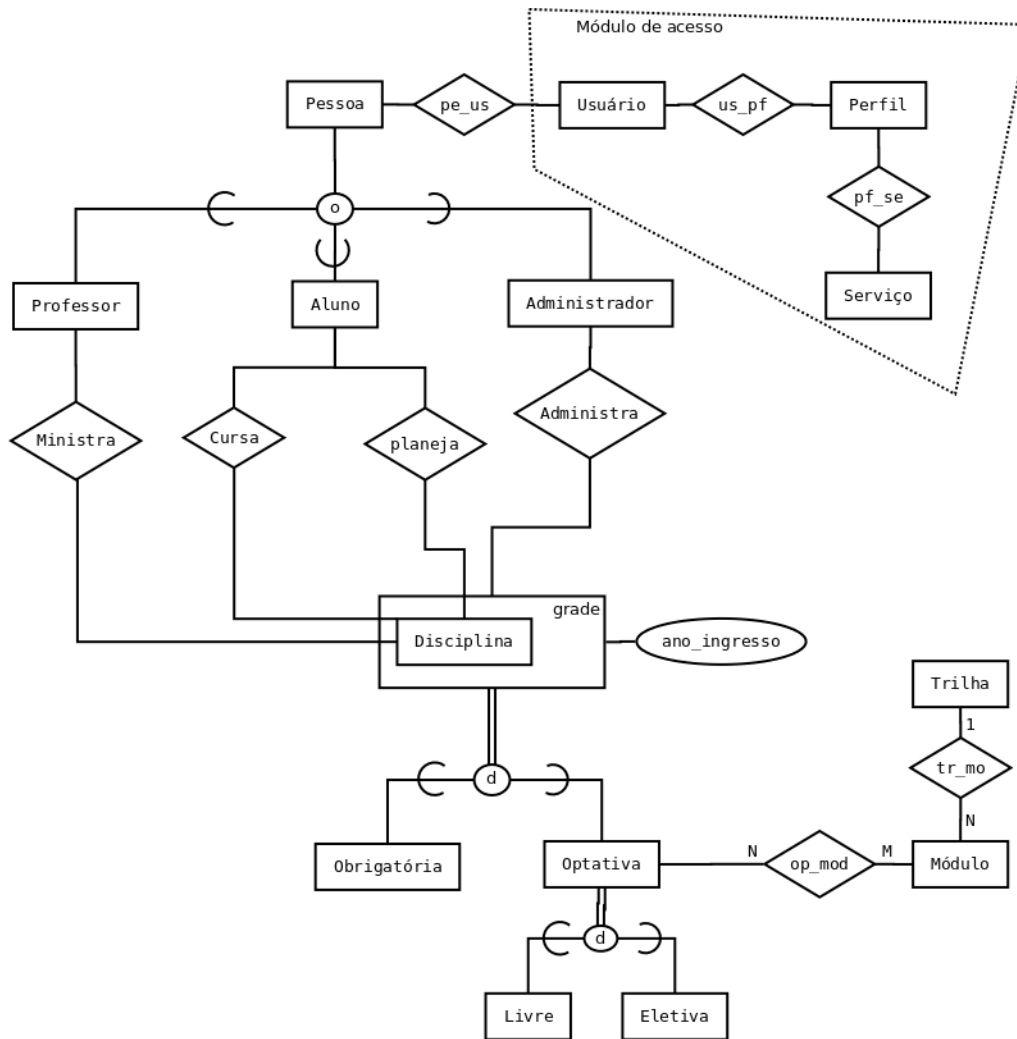 Módulo de acesso
Pessoa
pe_us
Usuário
us_pf
Perfil
pf_se
o
Professor
Aluno
Administrador
Serviço
Ministra
Cursa
planeja
Administra
grade
Disciplina
ano_ingresso
Trilha
1
tr_mo
N
d
Obrigatória
Optativa
N
op_mod
M
Módulo
d
Livre
Eletiva